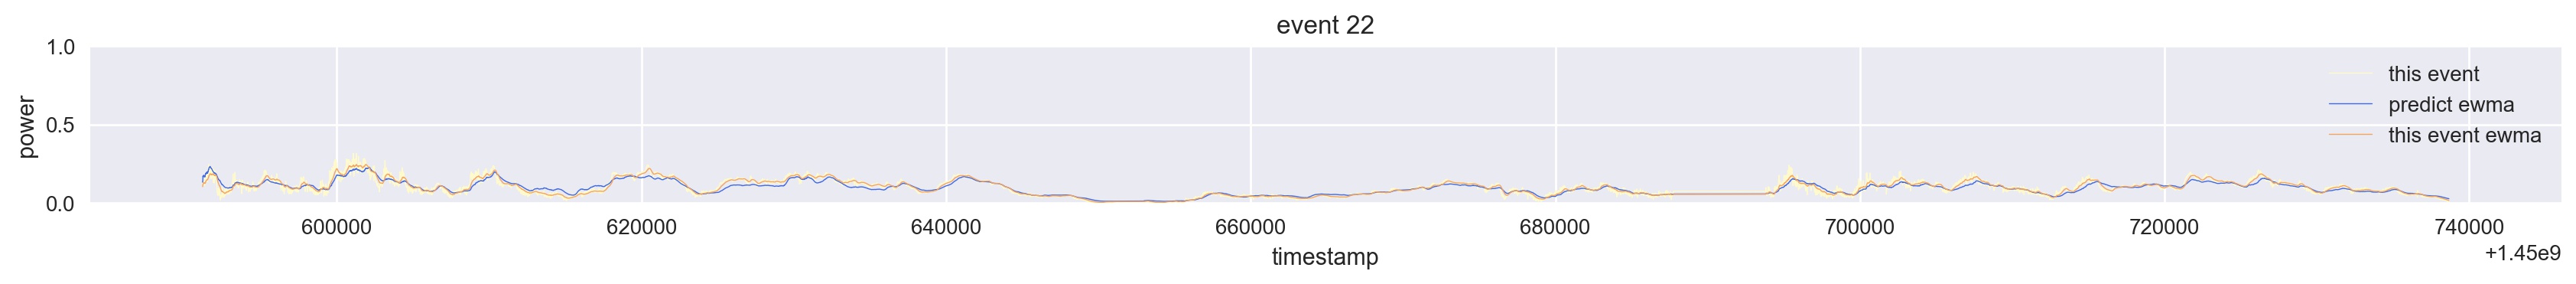 event 22
1.0
0.5
0.0
power
this event
predict ewma
this event ewma
600000 620000 640000 660000 680000 700000 720000 740000
timestamp
+1.45e9